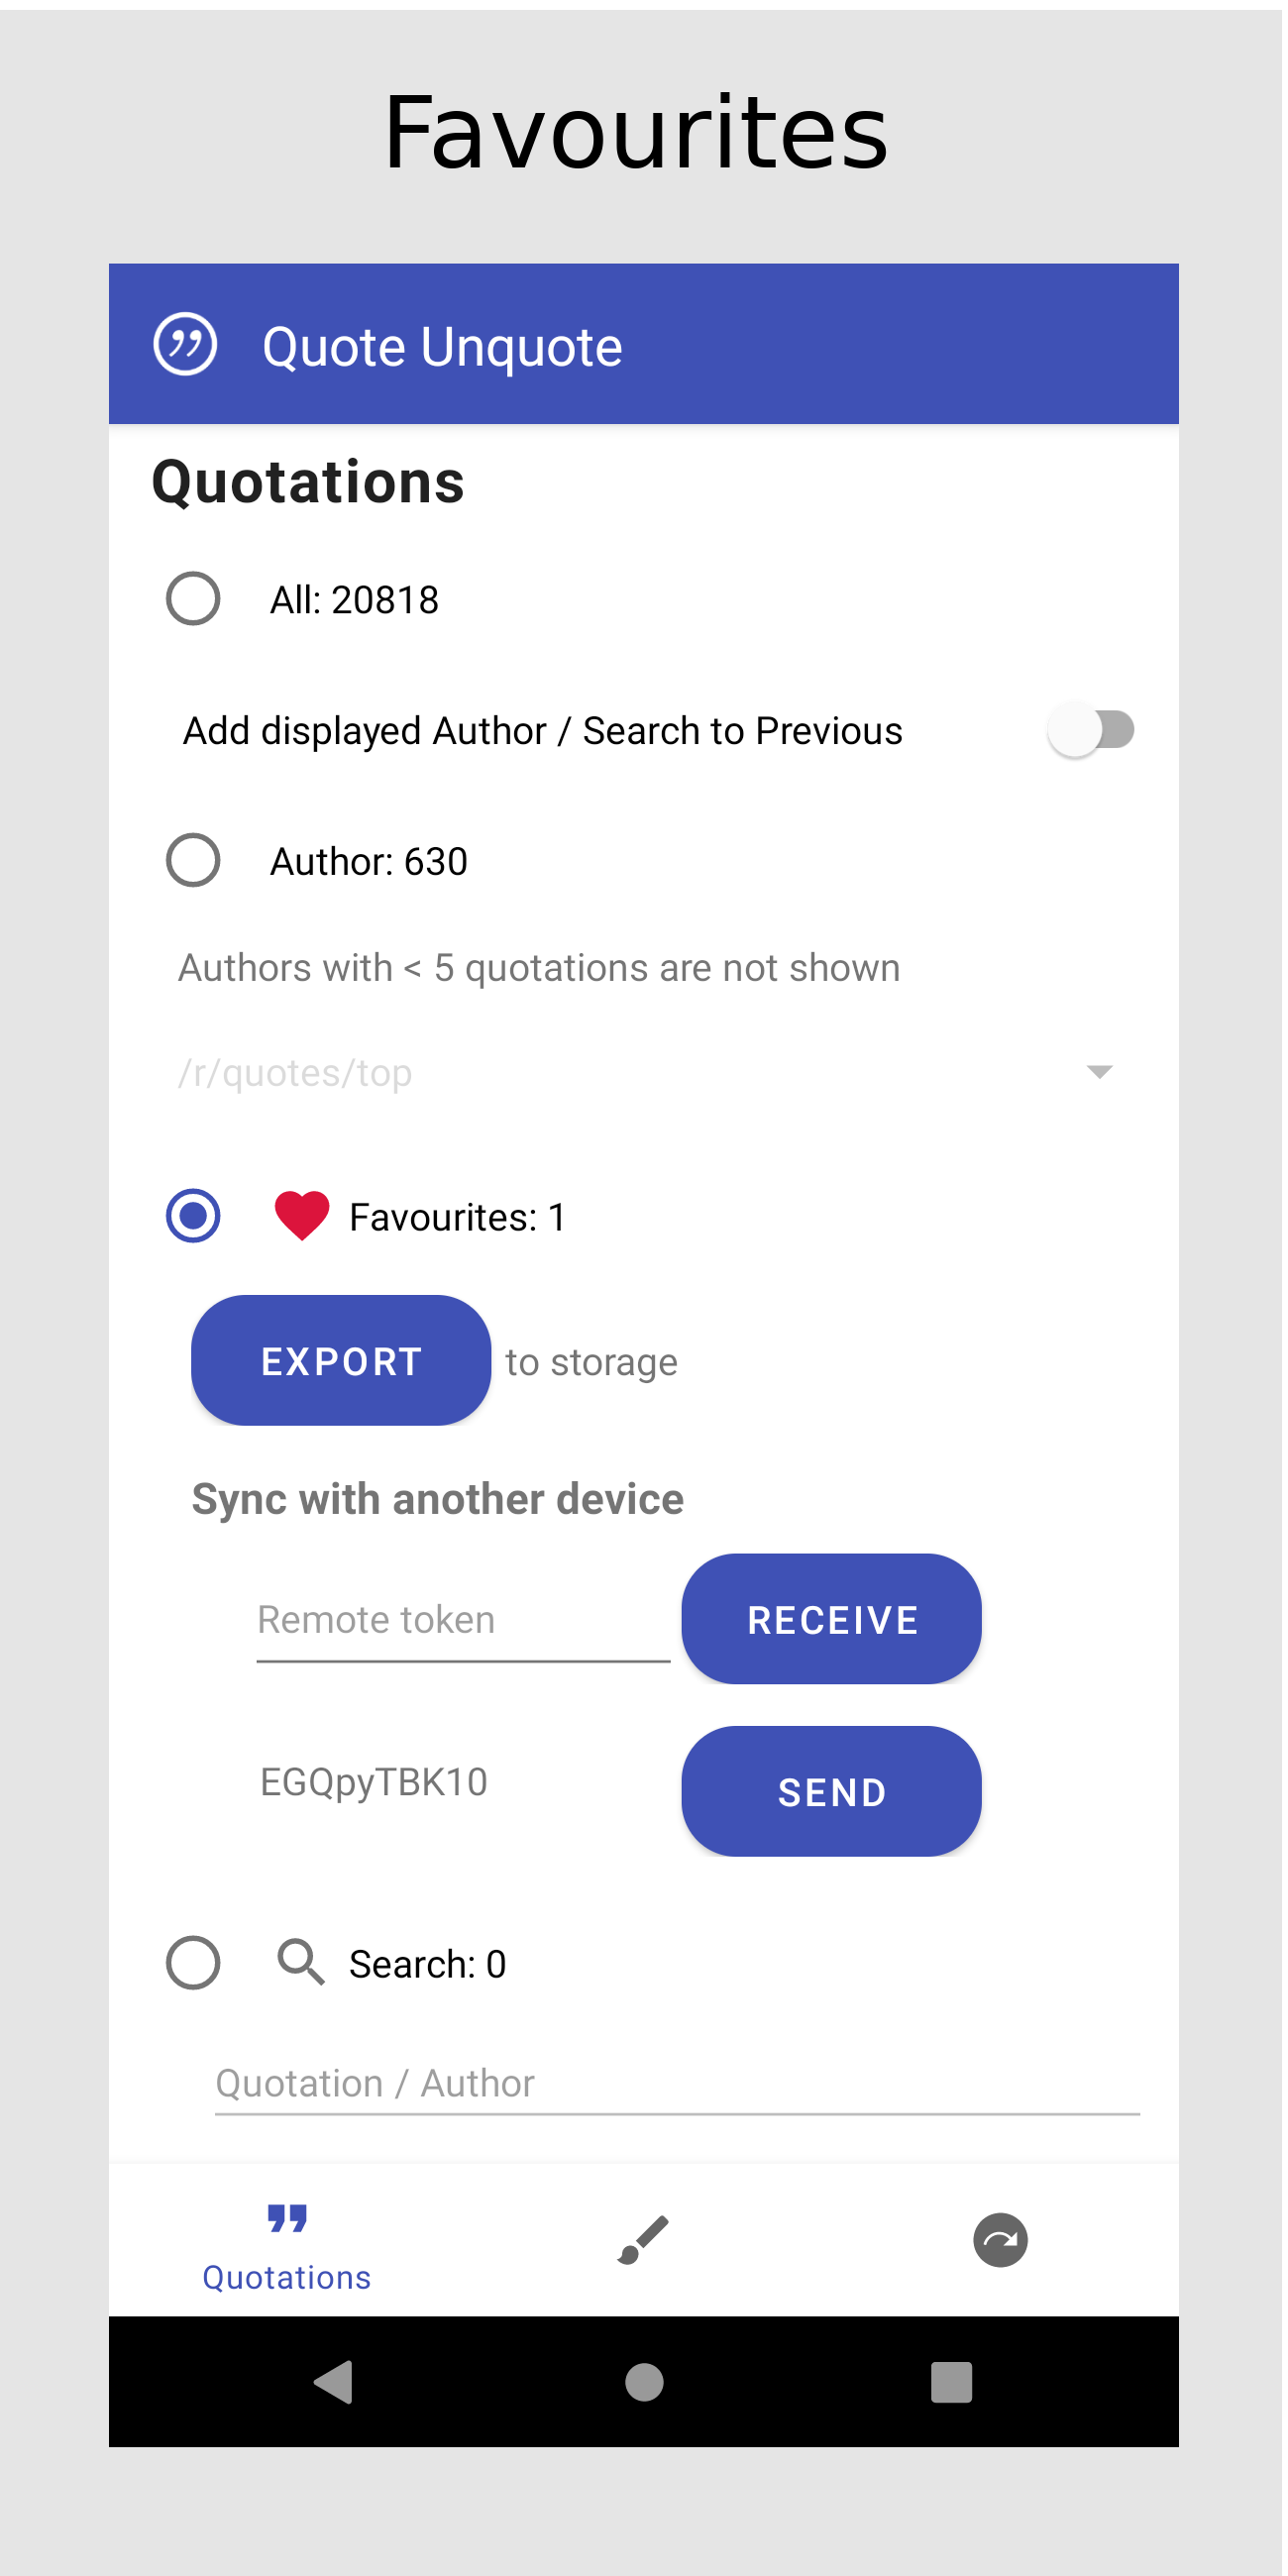 Favourites
Quote Unquote
Quotations
All: 20818
Add displayed Author / Search to Previous
Author: 630
Authors with < 5 quotations are not shown
/r/quotes/top
Favourites: 1
EXPORT to storage
Sync with another device
Remote token RECEIVE
EGQpyTBK10 SEND
Search: 0
Quotation / Author
Quotations